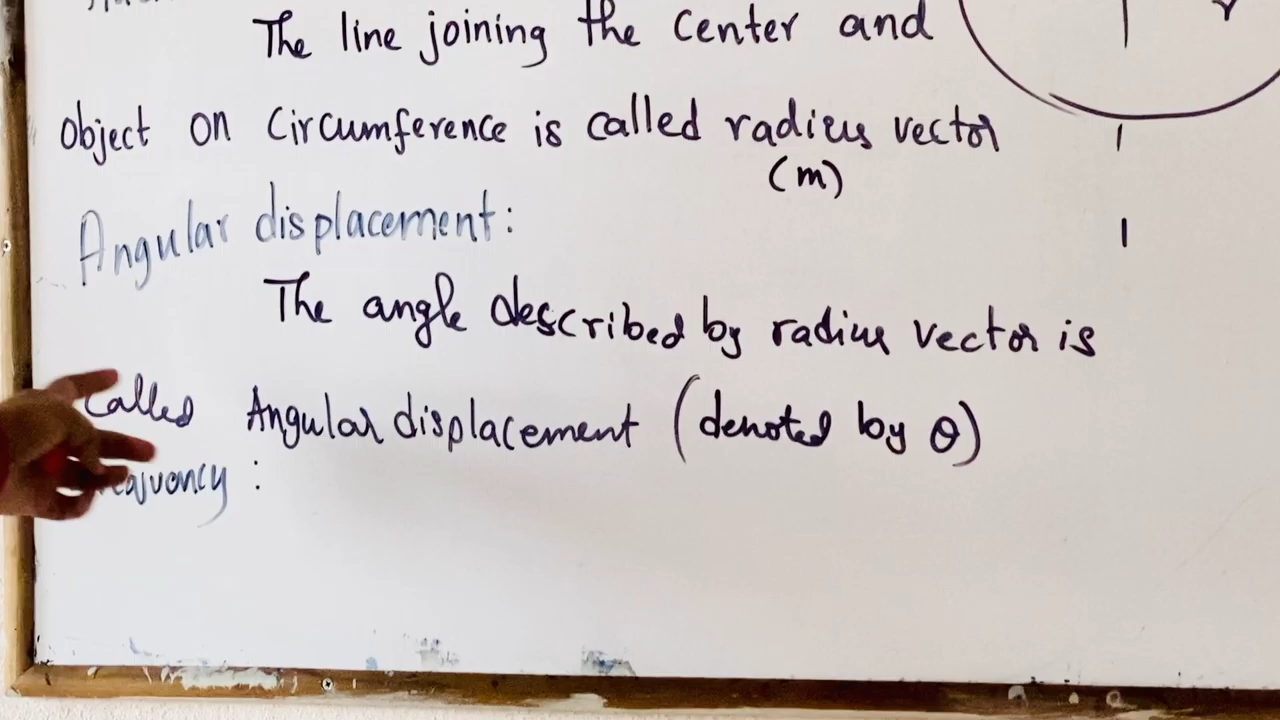 The line joining the center and
r
object on circumference is called radius vector
(m)
Angular displacement:
The angle described by radius vector is
called Angular displacement (denoted by θ)